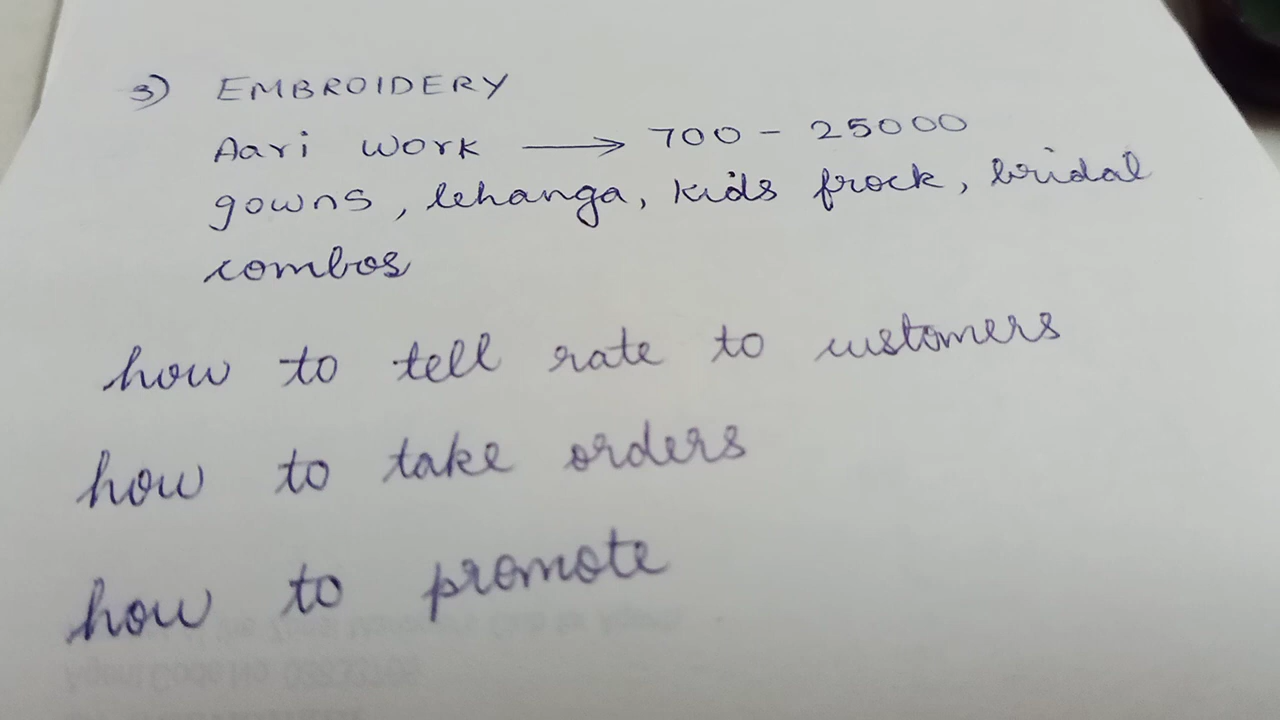 3) EMBROIDERY
Aari work → 700 - 25000
gowns, lehanga, kids frock, bridal
combos
how to tell rate to customers
how to take orders
how to promote